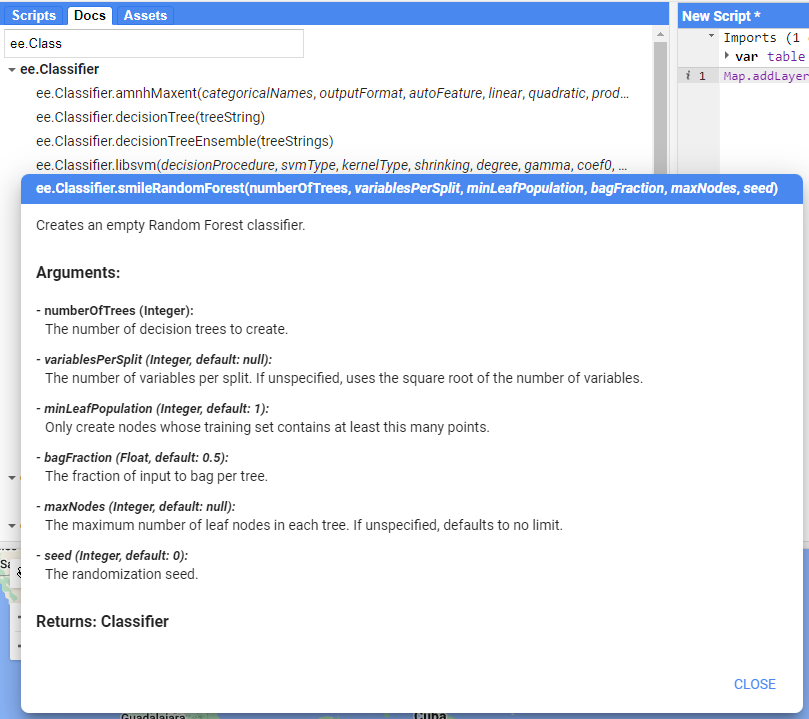 Scripts Docs Assets
New Script *
ee.Class
Imports (1
ee.Classifier
var table
ee.Classifier.amnhMaxent(categoricalNames, outputFormat, autoFeature, linear, quadratic, prod...
i 1 Map.addLayer
ee.Classifier.decisionTree(treeString)
ee.Classifier.decisionTreeEnsemble(treeStrings)
ee.Classifier.libsvm(decisionProcedure, svmType, kernelType, shrinking, degree, gamma, coef0, ...
ee.Classifier.smileRandomForest(numberOfTrees, variablesPerSplit, minLeafPopulation, bagFraction, maxNodes, seed)
Creates an empty Random Forest classifier.
Arguments:
- numberOfTrees (Integer):
The number of decision trees to create.
- variablesPerSplit (Integer, default: null):
The number of variables per split. If unspecified, uses the square root of the number of variables.
- minLeafPopulation (Integer, default: 1):
Only create nodes whose training set contains at least this many points.
- bagFraction (Float, default: 0.5):
The fraction of input to bag per tree.
- maxNodes (Integer, default: null):
The maximum number of leaf nodes in each tree. If unspecified, defaults to no limit.
- seed (Integer, default: 0):
The randomization seed.
Returns: Classifier
CLOSE
Guadalajara
Cuba